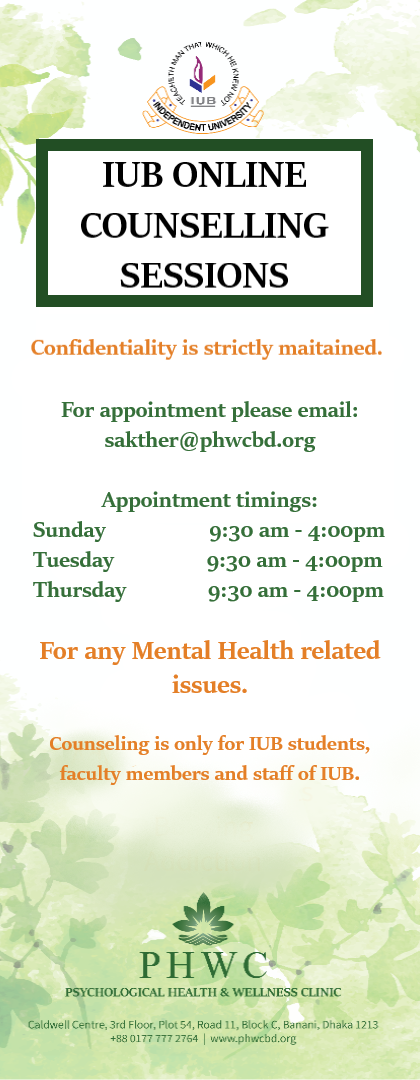 TEACHETH MAN THAT WHICH HE KNEW NOT
IUB
INDEPENDENT UNIVERSITY
IUB ONLINE
COUNSELLING
SESSIONS
Confidentiality is strictly maitained.
For appointment please email:
sakther@phwcbd.org
Appointment timings:
Sunday 9:30 am - 4:00pm
Tuesday 9:30 am - 4:00pm
Thursday 9:30 am - 4:00pm
For any Mental Health related
issues.
Counseling is only for IUB students,
faculty members and staff of IUB.
PHWC
PSYCHOLOGICAL HEALTH & WELLNESS CLINIC
Caldwell Centre, 3rd Floor, Plot 54, Road 11, Block C, Banani, Dhaka 1213
+88 0177 777 2764 | www.phwcbd.org